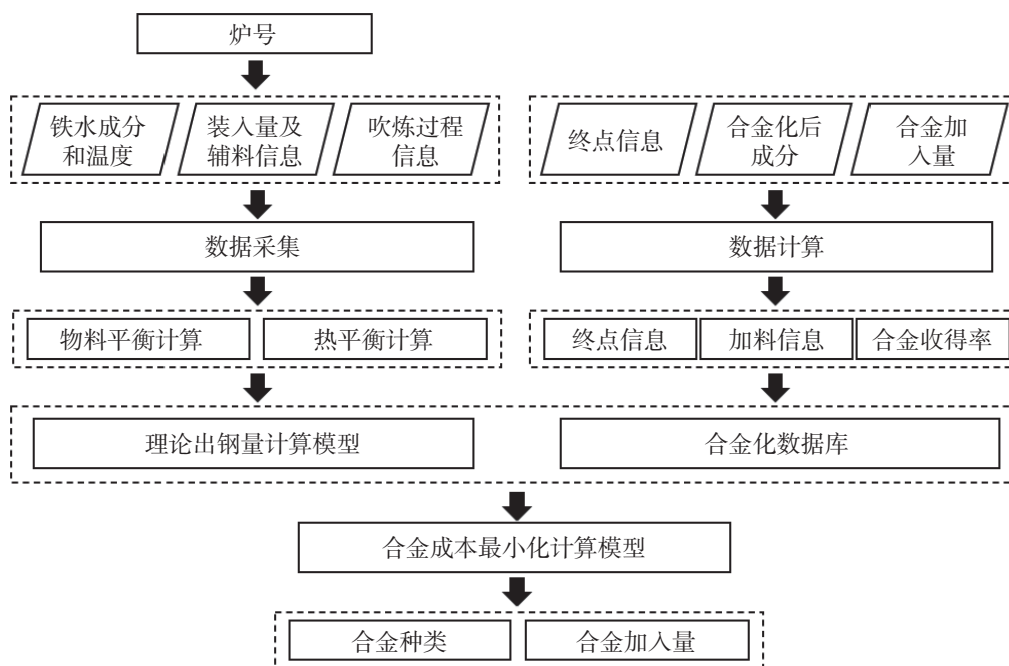 炉号
铁水成分
和温度
装入量及
辅料信息
吹炼过程
信息
终点信息
合金化后
成分
合金加
入量
数据采集
数据计算
物料平衡计算
热平衡计算
终点信息
加料信息
合金收得率
理论出钢量计算模型
合金化数据库
合金成本最小化计算模型
合金种类
合金加入量